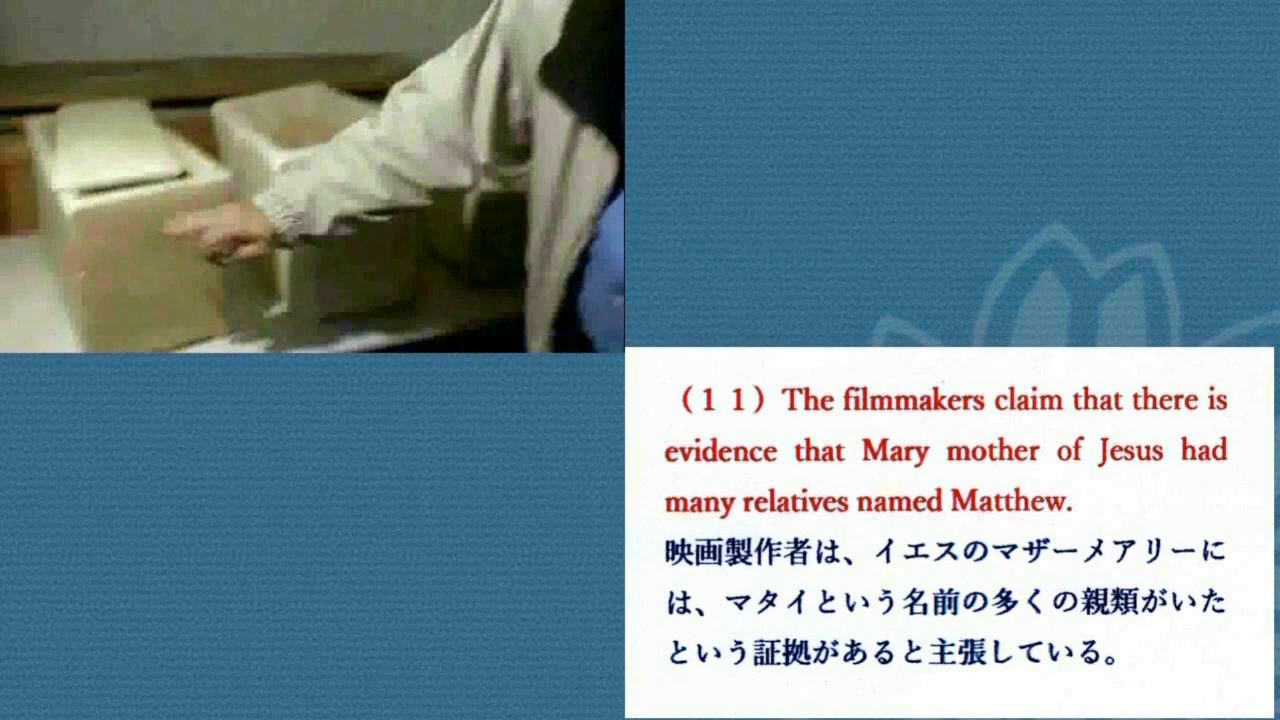 （１１）The filmmakers claim that there is
evidence that Mary mother of Jesus had
many relatives named Matthew.
映画製作者は、イエスのマザーメアリーに
は、マタイという名前の多くの親類がいた
という証拠があると主張している。